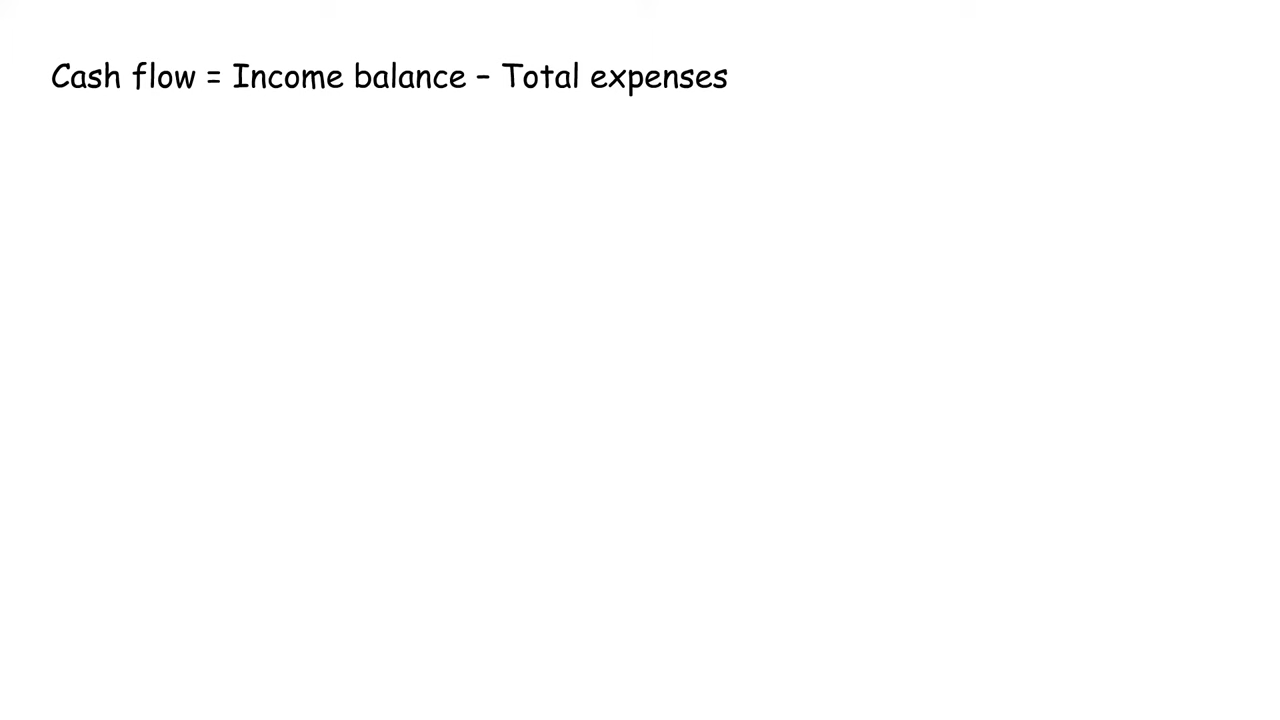 Cash flow = Income balance – Total expenses